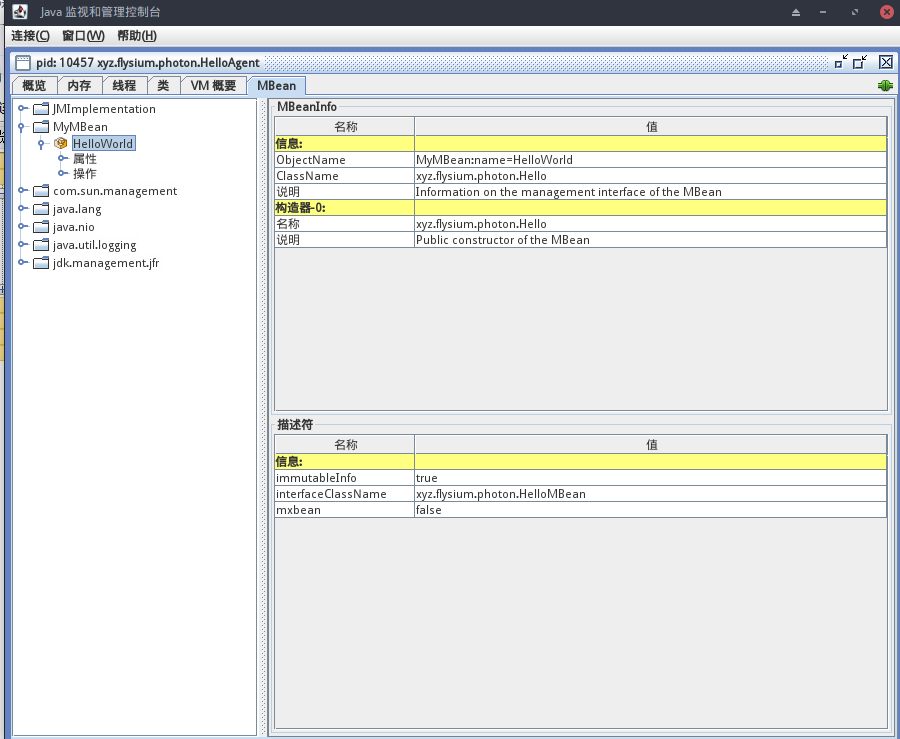 Java 监视和管理控制台
连接(C) 窗口(W) 帮助(H)
pid: 10457 xyz.flysium.photon.HelloAgent
概览 内存 线程 类 VM 概要 MBean
JMImplementation
MyMBean
HelloWorld
属性
操作
com.sun.management
java.lang
java.nio
java.util.logging
jdk.management.jfr
MBeanInfo
名称 值
信息:
ObjectName MyMBean:name=HelloWorld
ClassName xyz.flysium.photon.Hello
说明 Information on the management interface of the MBean
构造器-0:
名称 xyz.flysium.photon.Hello
说明 Public constructor of the MBean
描述符
名称 值
信息:
immutableInfo true
interfaceClassName xyz.flysium.photon.HelloMBean
mxbean false